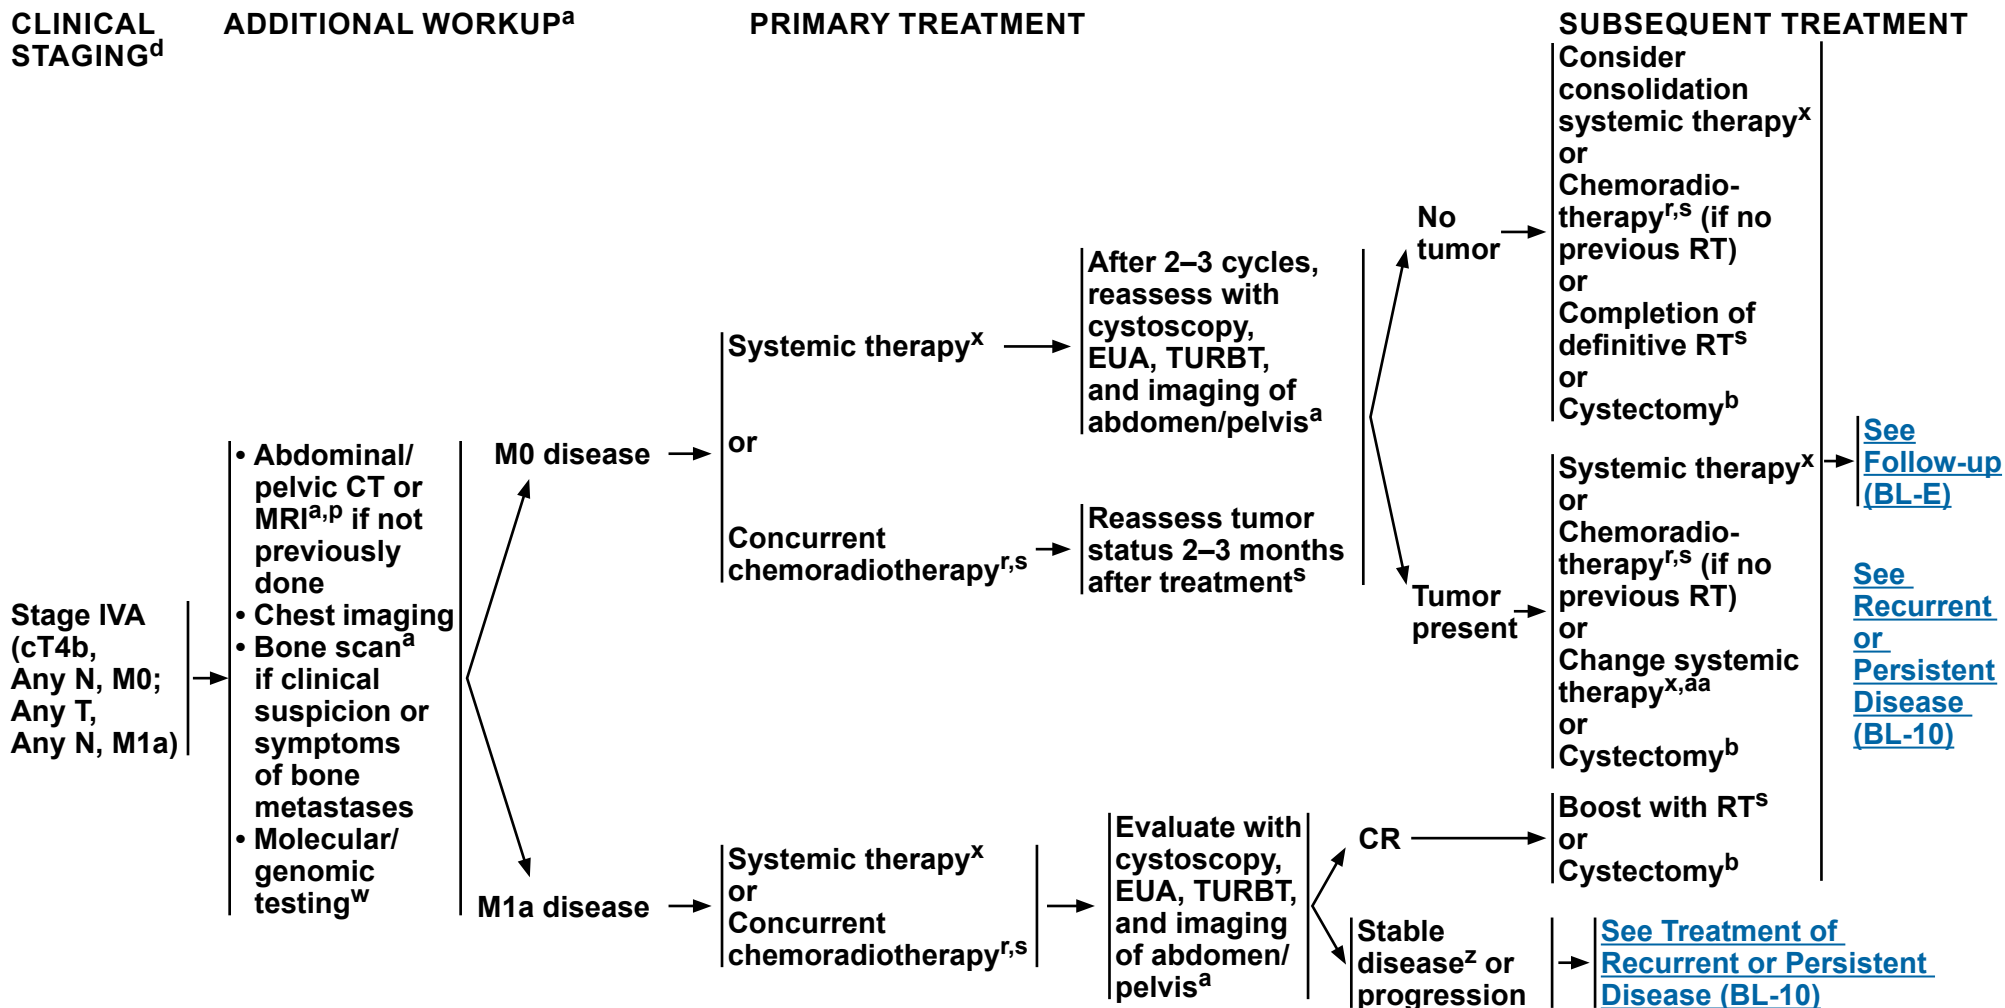 CLINICAL
STAGINGd
ADDITIONAL WORKUPa
PRIMARY TREATMENT
SUBSEQUENT TREATMENT
Stage IVA
(cT4b,
Any N, M0;
Any T,
Any N, M1a)
• Abdominal/
pelvic CT or
MRIa,p if not
previously
done
• Chest imaging
• Bone scana
if clinical
suspicion or
symptoms
of bone
metastases
• Molecular/
genomic
testingw
M0 disease
Systemic therapyx
or
Concurrent
chemoradiotherapyr,s
After 2–3 cycles,
reassess with
cystoscopy,
EUA, TURBT,
and imaging of
abdomen/pelvisa
Reassess tumor
status 2–3 months
after treatments
No
tumor
Consider
consolidation
systemic therapyx
or
Chemoradio-
therapyr,s (if no
previous RT)
or
Completion of
definitive RTs
or
Cystectomyb
Tumor
present
Systemic therapyx
or
Chemoradio-
therapyr,s (if no
previous RT)
or
Change systemic
therapyx,aa
or
Cystectomyb
See
Follow-up
(BL-E)
See
Recurrent
or
Persistent
Disease
(BL-10)
M1a disease
Systemic therapyx
or
Concurrent
chemoradiotherapyr,s
Evaluate with
cystoscopy,
EUA, TURBT,
and imaging
of abdomen/
pelvisa
CR
Boost with RTs
or
Cystectomyb
Stable
diseasez or
progression
See Treatment of
Recurrent or Persistent
Disease (BL-10)